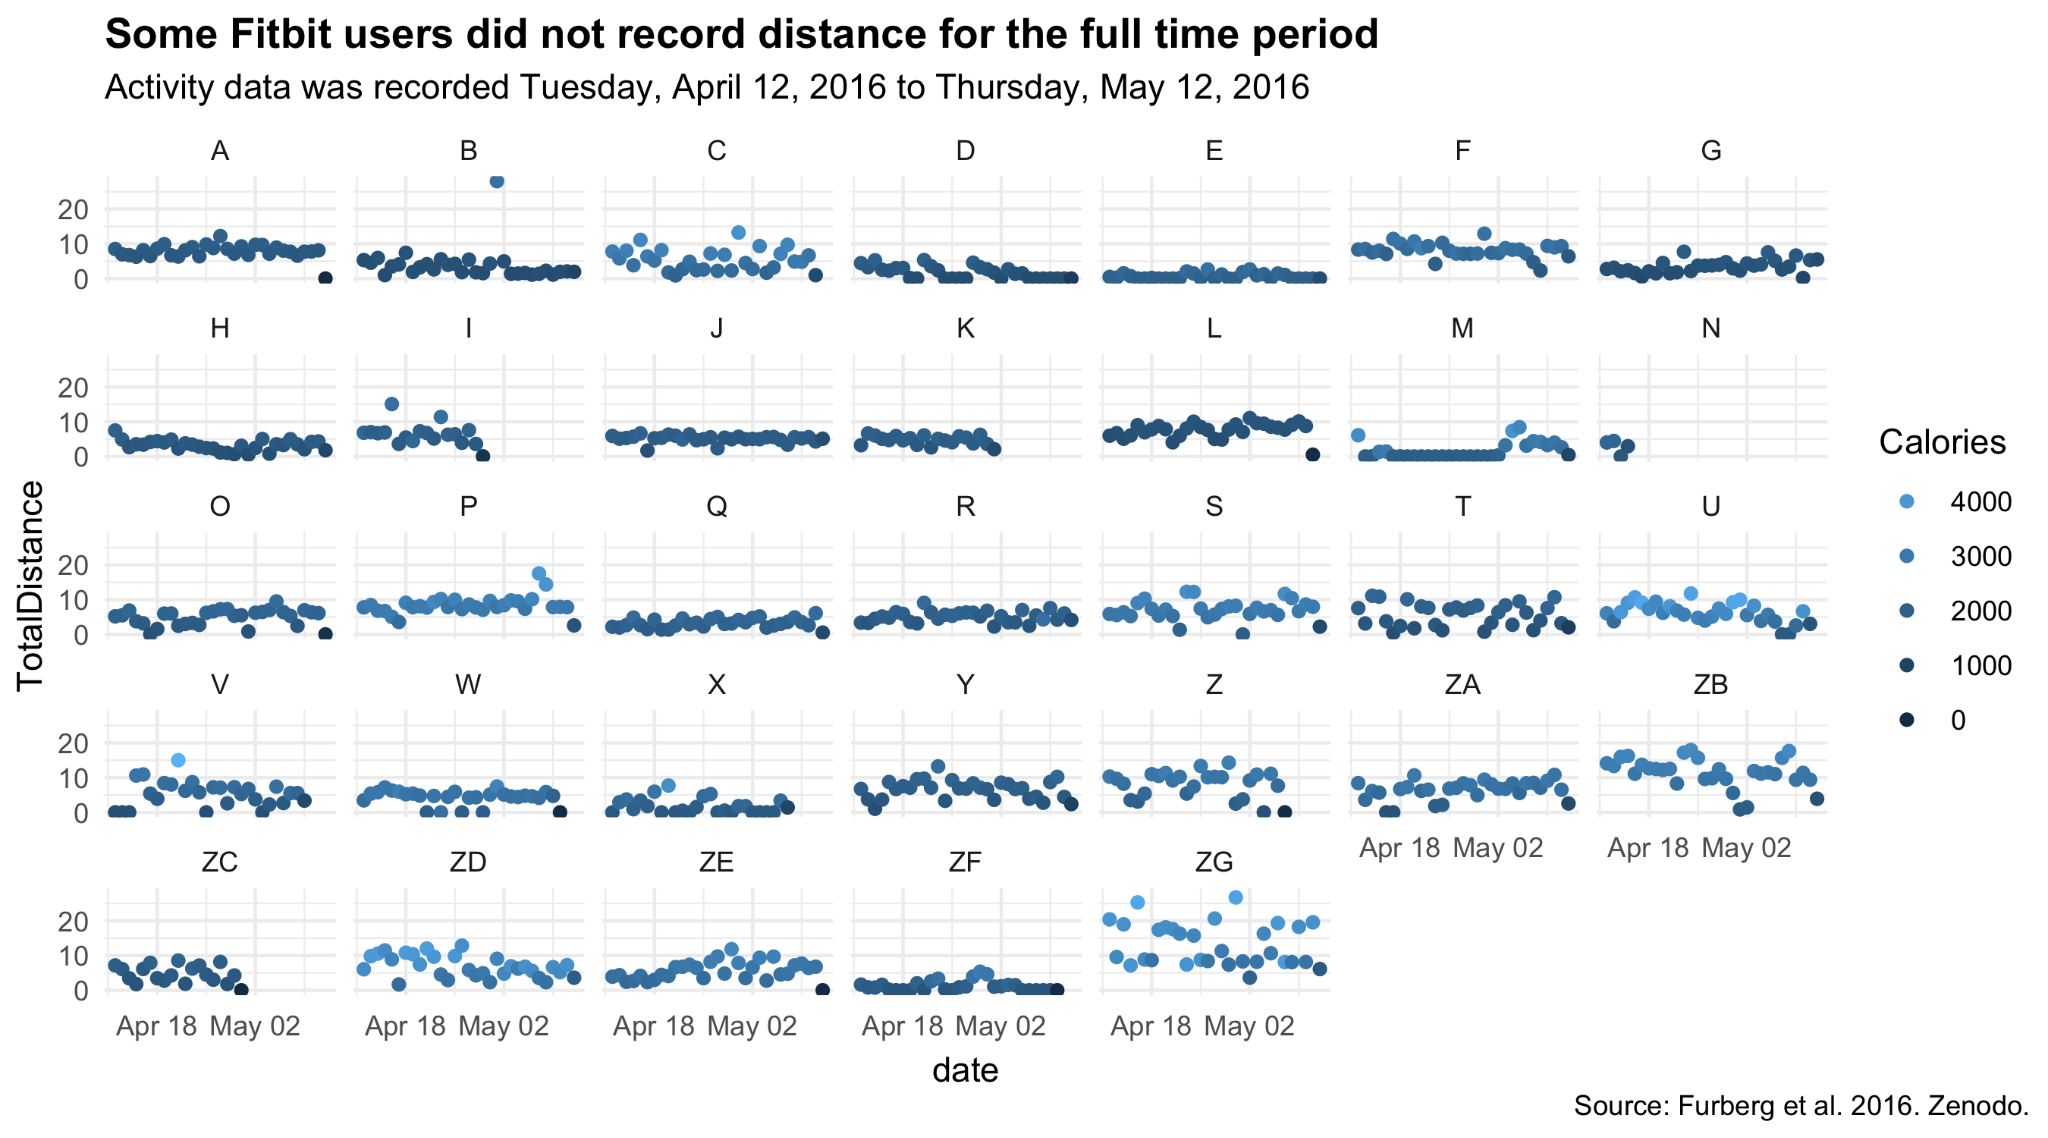 Some Fitbit users did not record distance for the full time period
Activity data was recorded Tuesday, April 12, 2016 to Thursday, May 12, 2016
A B C D E F G
20
10
0
H I J K L M N
20
10
0
O P Q R S T U
20
10
0
V W X Y Z ZA ZB
20
10
0
Apr 18 May 02 Apr 18 May 02
ZC ZD ZE ZF ZG
20
10
0
Apr 18 May 02 Apr 18 May 02 Apr 18 May 02 Apr 18 May 02 Apr 18 May 02
TotalDistance
date
Calories
4000
3000
2000
1000
0
Source: Furberg et al. 2016. Zenodo.